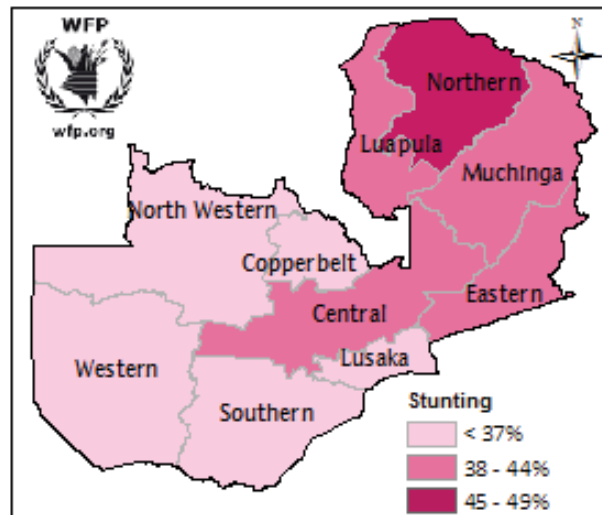 WFP
wfp.org
Northern
Luapula
Muchinga
North Western
Copperbelt
Eastern
Central
Lusaka
Western
Southern
Stunting
< 37%
38 - 44%
45 - 49%